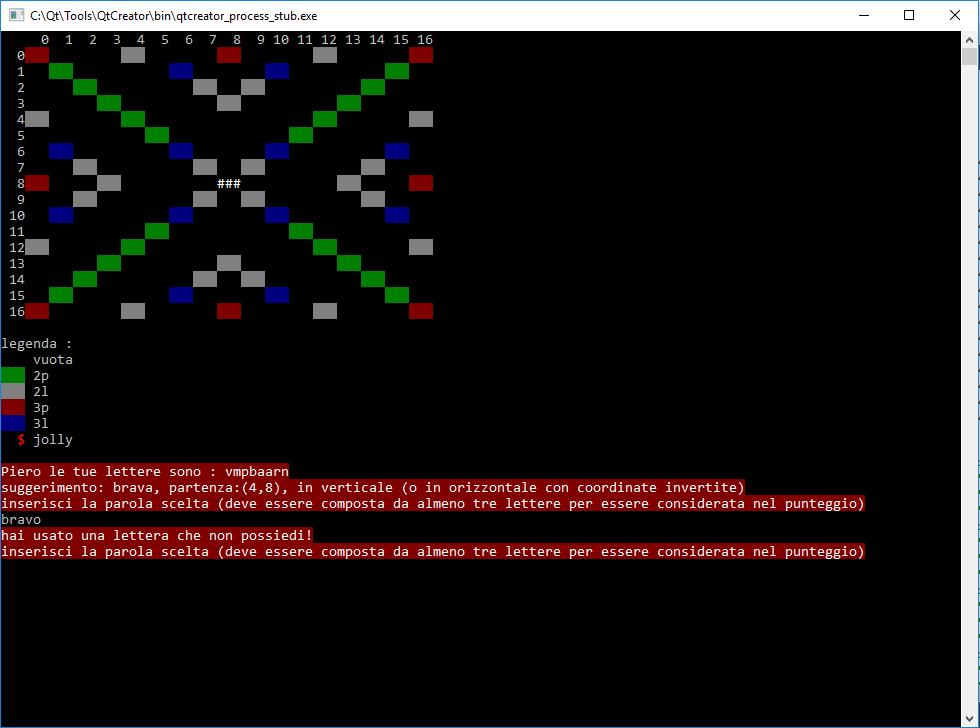 C:\Qt\Tools\QtCreator\bin\qtcreator_process_stub.exe
0 1 2 3 4 5 6 7 8 9 10 11 12 13 14 15 16
0
1
2
3
4
5
6
7
8 ###
9
10
11
12
13
14
15
16
legenda :
vuota
2p
2l
3p
3l
$ jolly
Piero le tue lettere sono : vmpbaarn
suggerimento: brava, partenza:(4,8), in verticale (o in orizzontale con coordinate invertite)
inserisci la parola scelta (deve essere composta da almeno tre lettere per essere considerata nel punteggio)
bravo
hai usato una lettera che non possiedi!
inserisci la parola scelta (deve essere composta da almeno tre lettere per essere considerata nel punteggio)